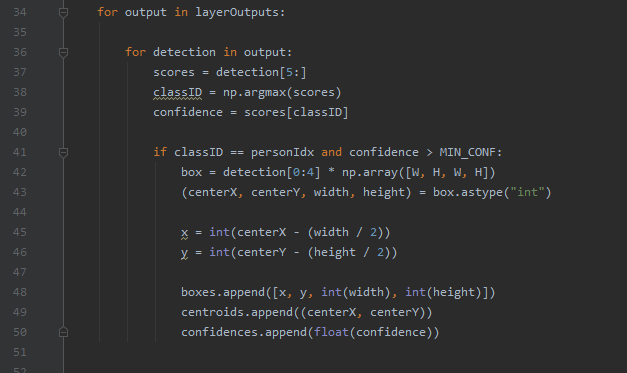 34 for output in layerOutputs:
35
36 for detection in output:
37 scores = detection[5:]
38 classID = np.argmax(scores)
39 confidence = scores[classID]
40
41 if classID == personIdx and confidence > MIN_CONF:
42 box = detection[0:4] * np.array([W, H, W, H])
43 (centerX, centerY, width, height) = box.astype("int")
44
45 x = int(centerX - (width / 2))
46 y = int(centerY - (height / 2))
47
48 boxes.append([x, y, int(width), int(height)])
49 centroids.append((centerX, centerY))
50 confidences.append(float(confidence))
51
52